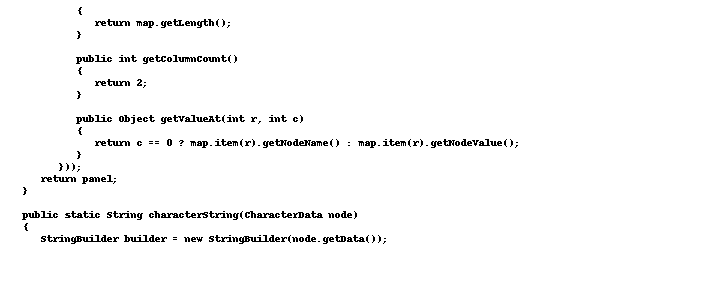 {
return map.getLength();
}
public int getColumnCount()
{
return 2;
}
public Object getValueAt(int r, int c)
{
return c == 0 ? map.item(r).getNodeName() : map.item(r).getNodeValue();
}
}));
return panel;
}
public static String characterString(CharacterData node)
{
StringBuilder builder = new StringBuilder(node.getData());